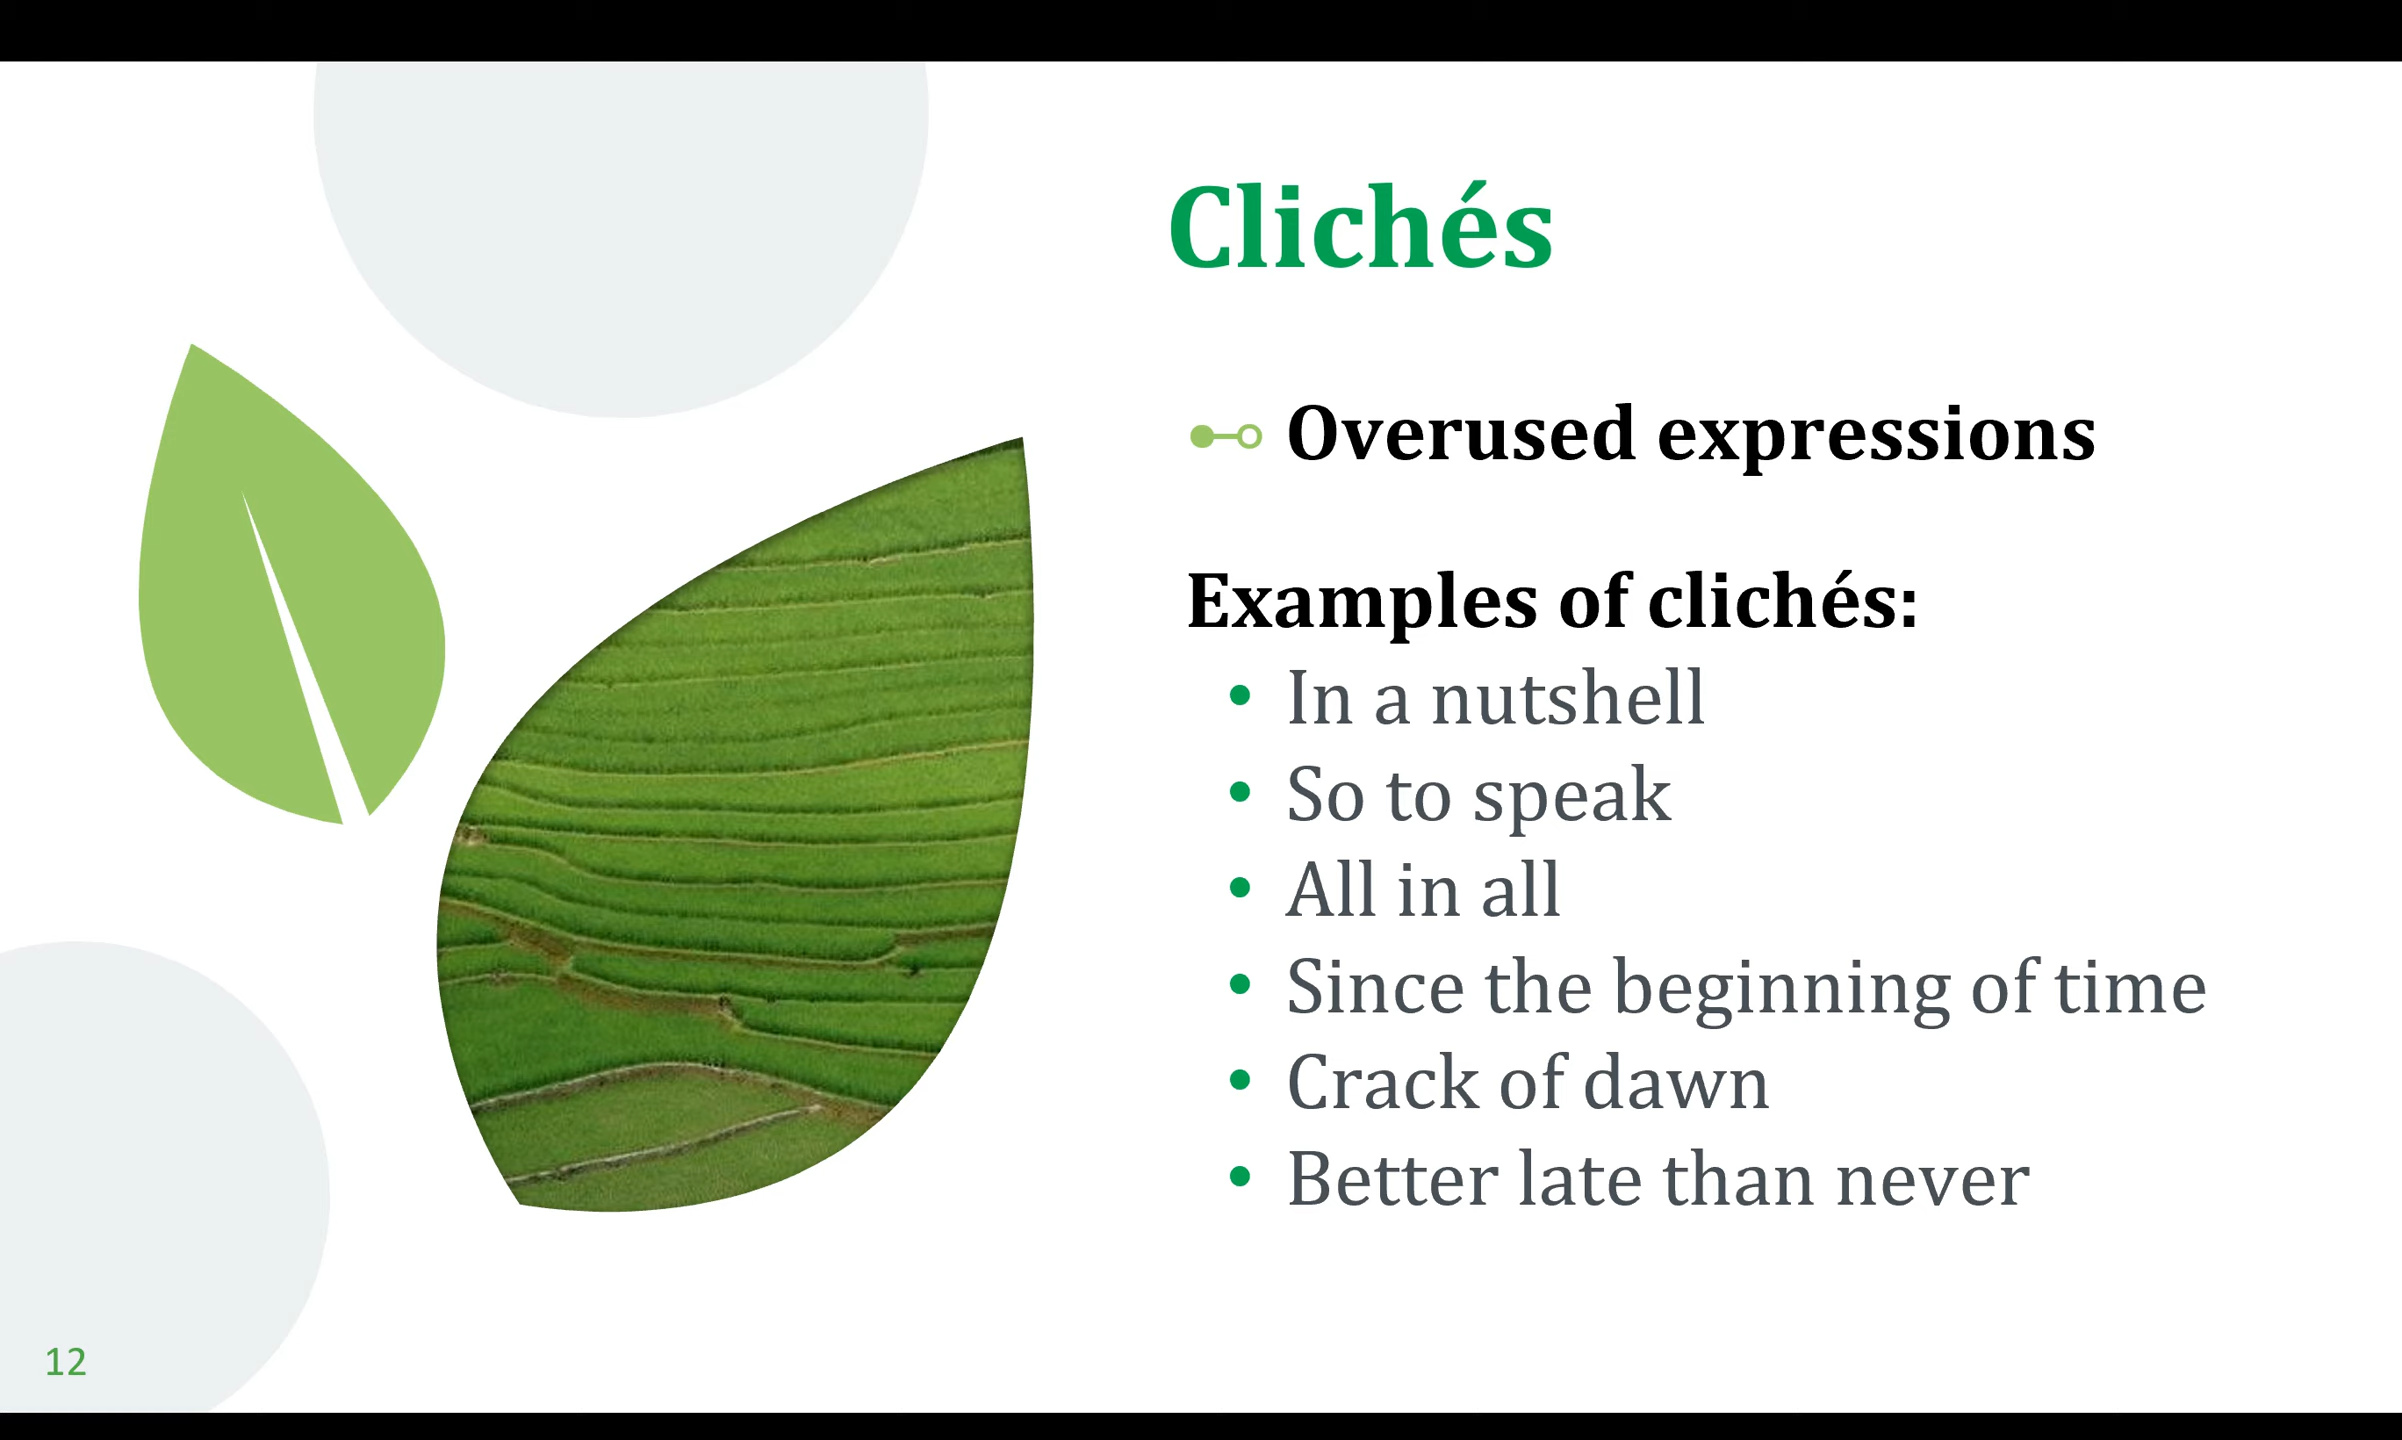 Clichés
Overused expressions
Examples of clichés:
• In a nutshell
• So to speak
• All in all
• Since the beginning of time
• Crack of dawn
• Better late than never
12